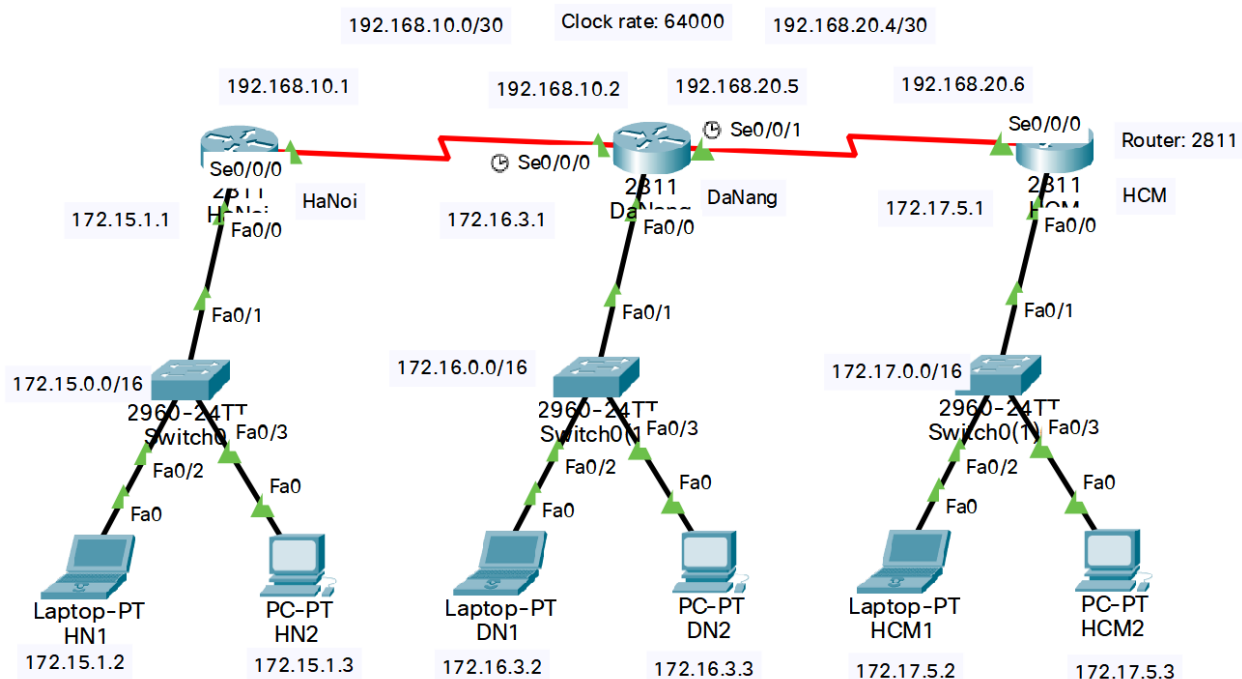 192.168.10.0/30
Clock rate: 64000
192.168.20.4/30
192.168.10.1
192.168.10.2
192.168.20.5
192.168.20.6
Se0/0/0
Se0/0/0
Se0/0/1
Se0/0/0
Router: 2811
HaNoi
2811
DaNang
DaNang
2811
HCM
HCM
172.15.1.1
172.16.3.1
172.17.5.1
Fa0/0
Fa0/0
Fa0/0
Fa0/1
Fa0/1
Fa0/1
172.15.0.0/16
172.16.0.0/16
172.17.0.0/16
2960-24TT
Switch0
2960-24TT
2960-24TT
Switch0(1)
Fa0/3
Fa0/3
Fa0/3
Fa0/2
Fa0/2
Fa0/2
Fa0
Fa0
Fa0
Fa0
Fa0
Fa0
Laptop-PT
HN1
PC-PT
HN2
Laptop-PT
DN1
PC-PT
DN2
Laptop-PT
HCM1
PC-PT
HCM2
172.15.1.2
172.15.1.3
172.16.3.2
172.16.3.3
172.17.5.2
172.17.5.3